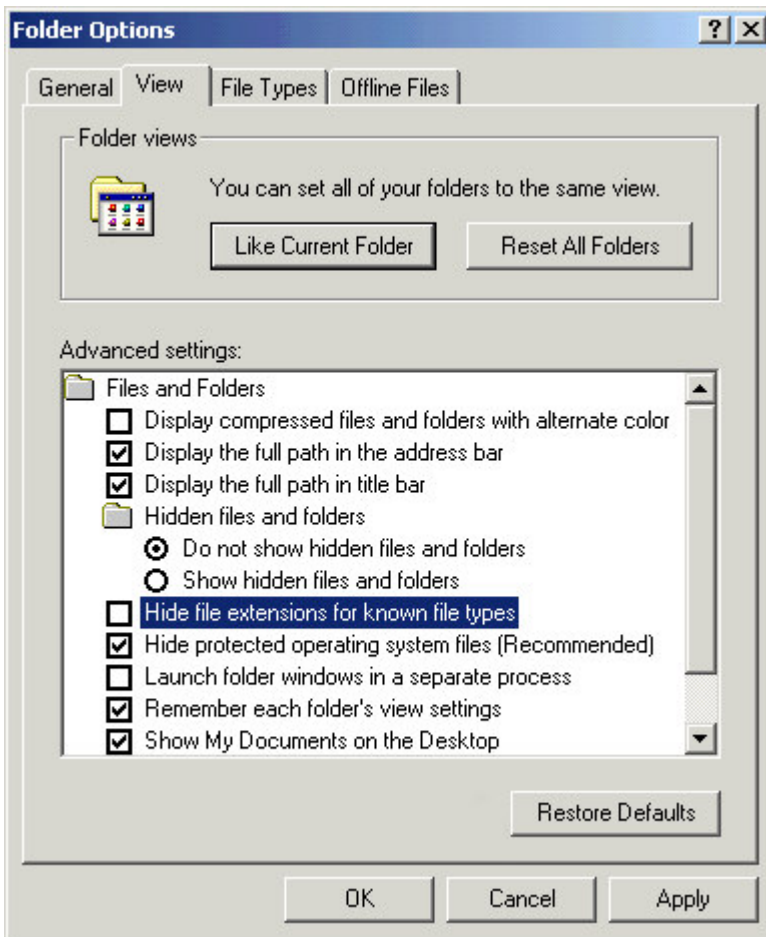 Folder Options
General View File Types Offline Files
Folder views
You can set all of your folders to the same view.
Like Current Folder Reset All Folders
Advanced settings:
Files and Folders
Display compressed files and folders with alternate color
Display the full path in the address bar
Display the full path in title bar
Hidden files and folders
Do not show hidden files and folders
Show hidden files and folders
Hide file extensions for known file types
Hide protected operating system files (Recommended)
Launch folder windows in a separate process
Remember each folder's view settings
Show My Documents on the Desktop
Restore Defaults
OK Cancel Apply